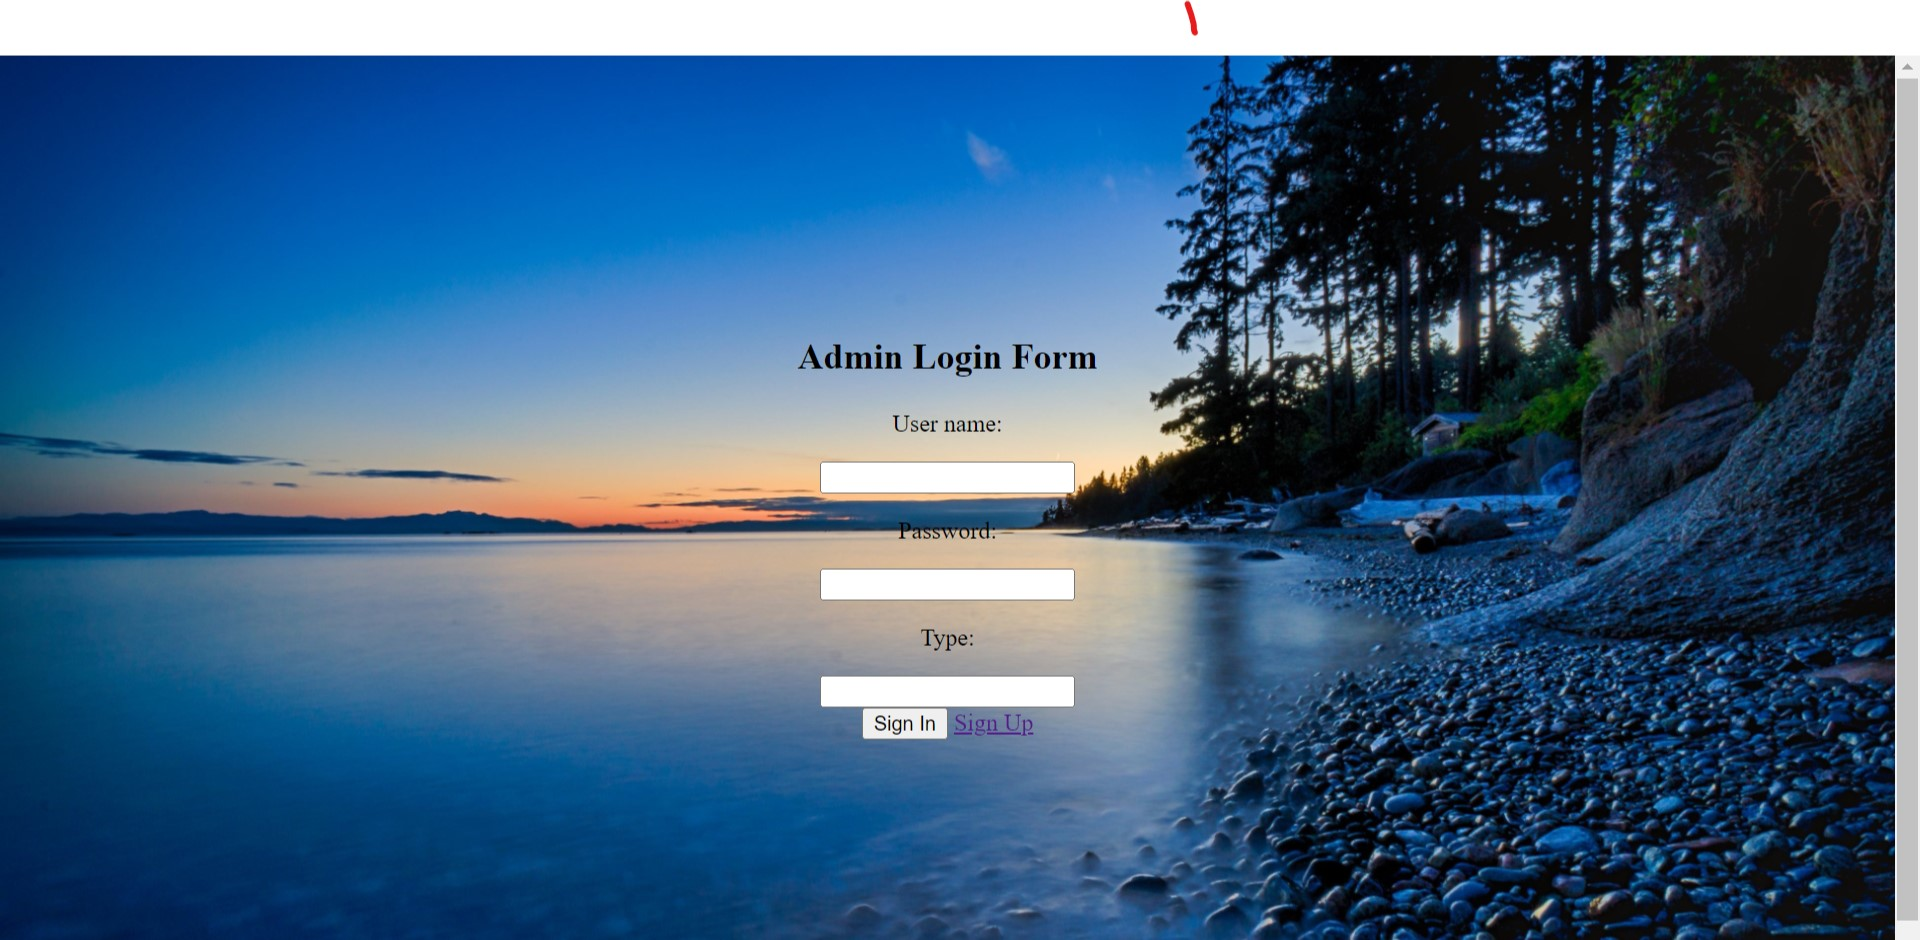 Admin Login Form
User name:
Password:
Type:
Sign In Sign Up